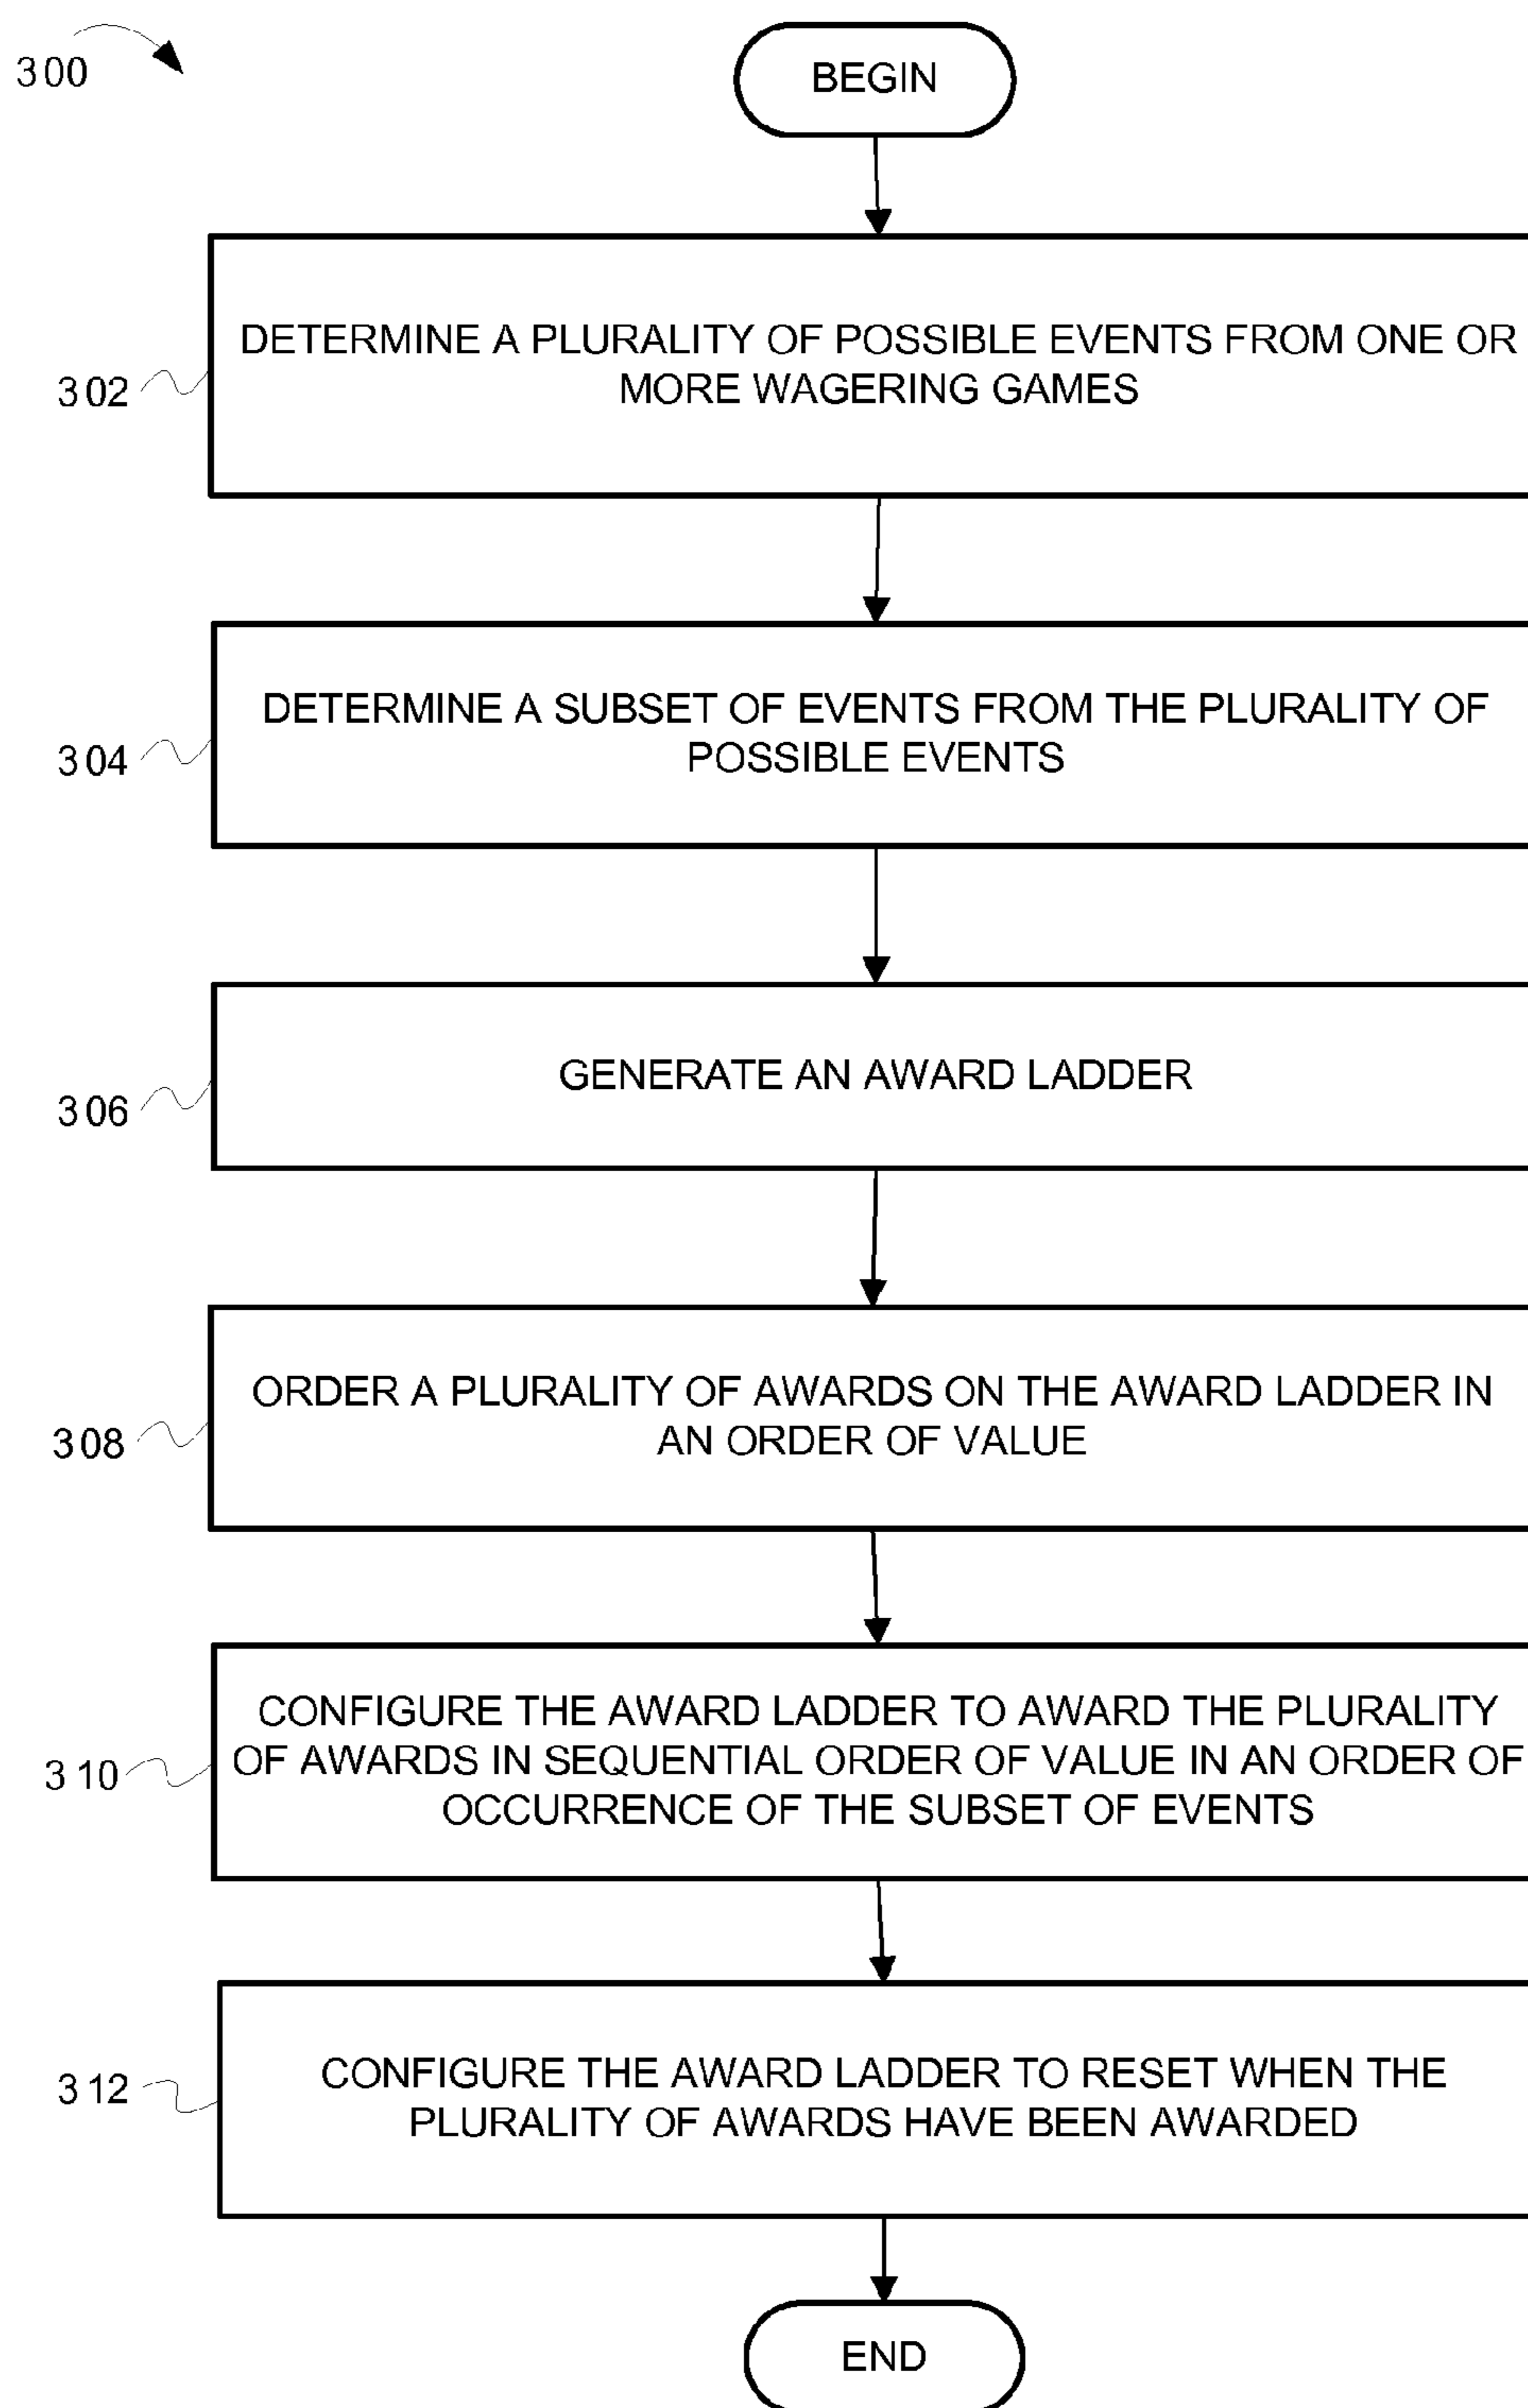 300
BEGIN
DETERMINE A PLURALITY OF POSSIBLE EVENTS FROM ONE OR
MORE WAGERING GAMES
302
DETERMINE A SUBSET OF EVENTS FROM THE PLURALITY OF
POSSIBLE EVENTS
304
GENERATE AN AWARD LADDER
306
ORDER A PLURALITY OF AWARDS ON THE AWARD LADDER IN
AN ORDER OF VALUE
308
CONFIGURE THE AWARD LADDER TO AWARD THE PLURALITY
OF AWARDS IN SEQUENTIAL ORDER OF VALUE IN AN ORDER OF
OCCURRENCE OF THE SUBSET OF EVENTS
310
CONFIGURE THE AWARD LADDER TO RESET WHEN THE
PLURALITY OF AWARDS HAVE BEEN AWARDED
312
END